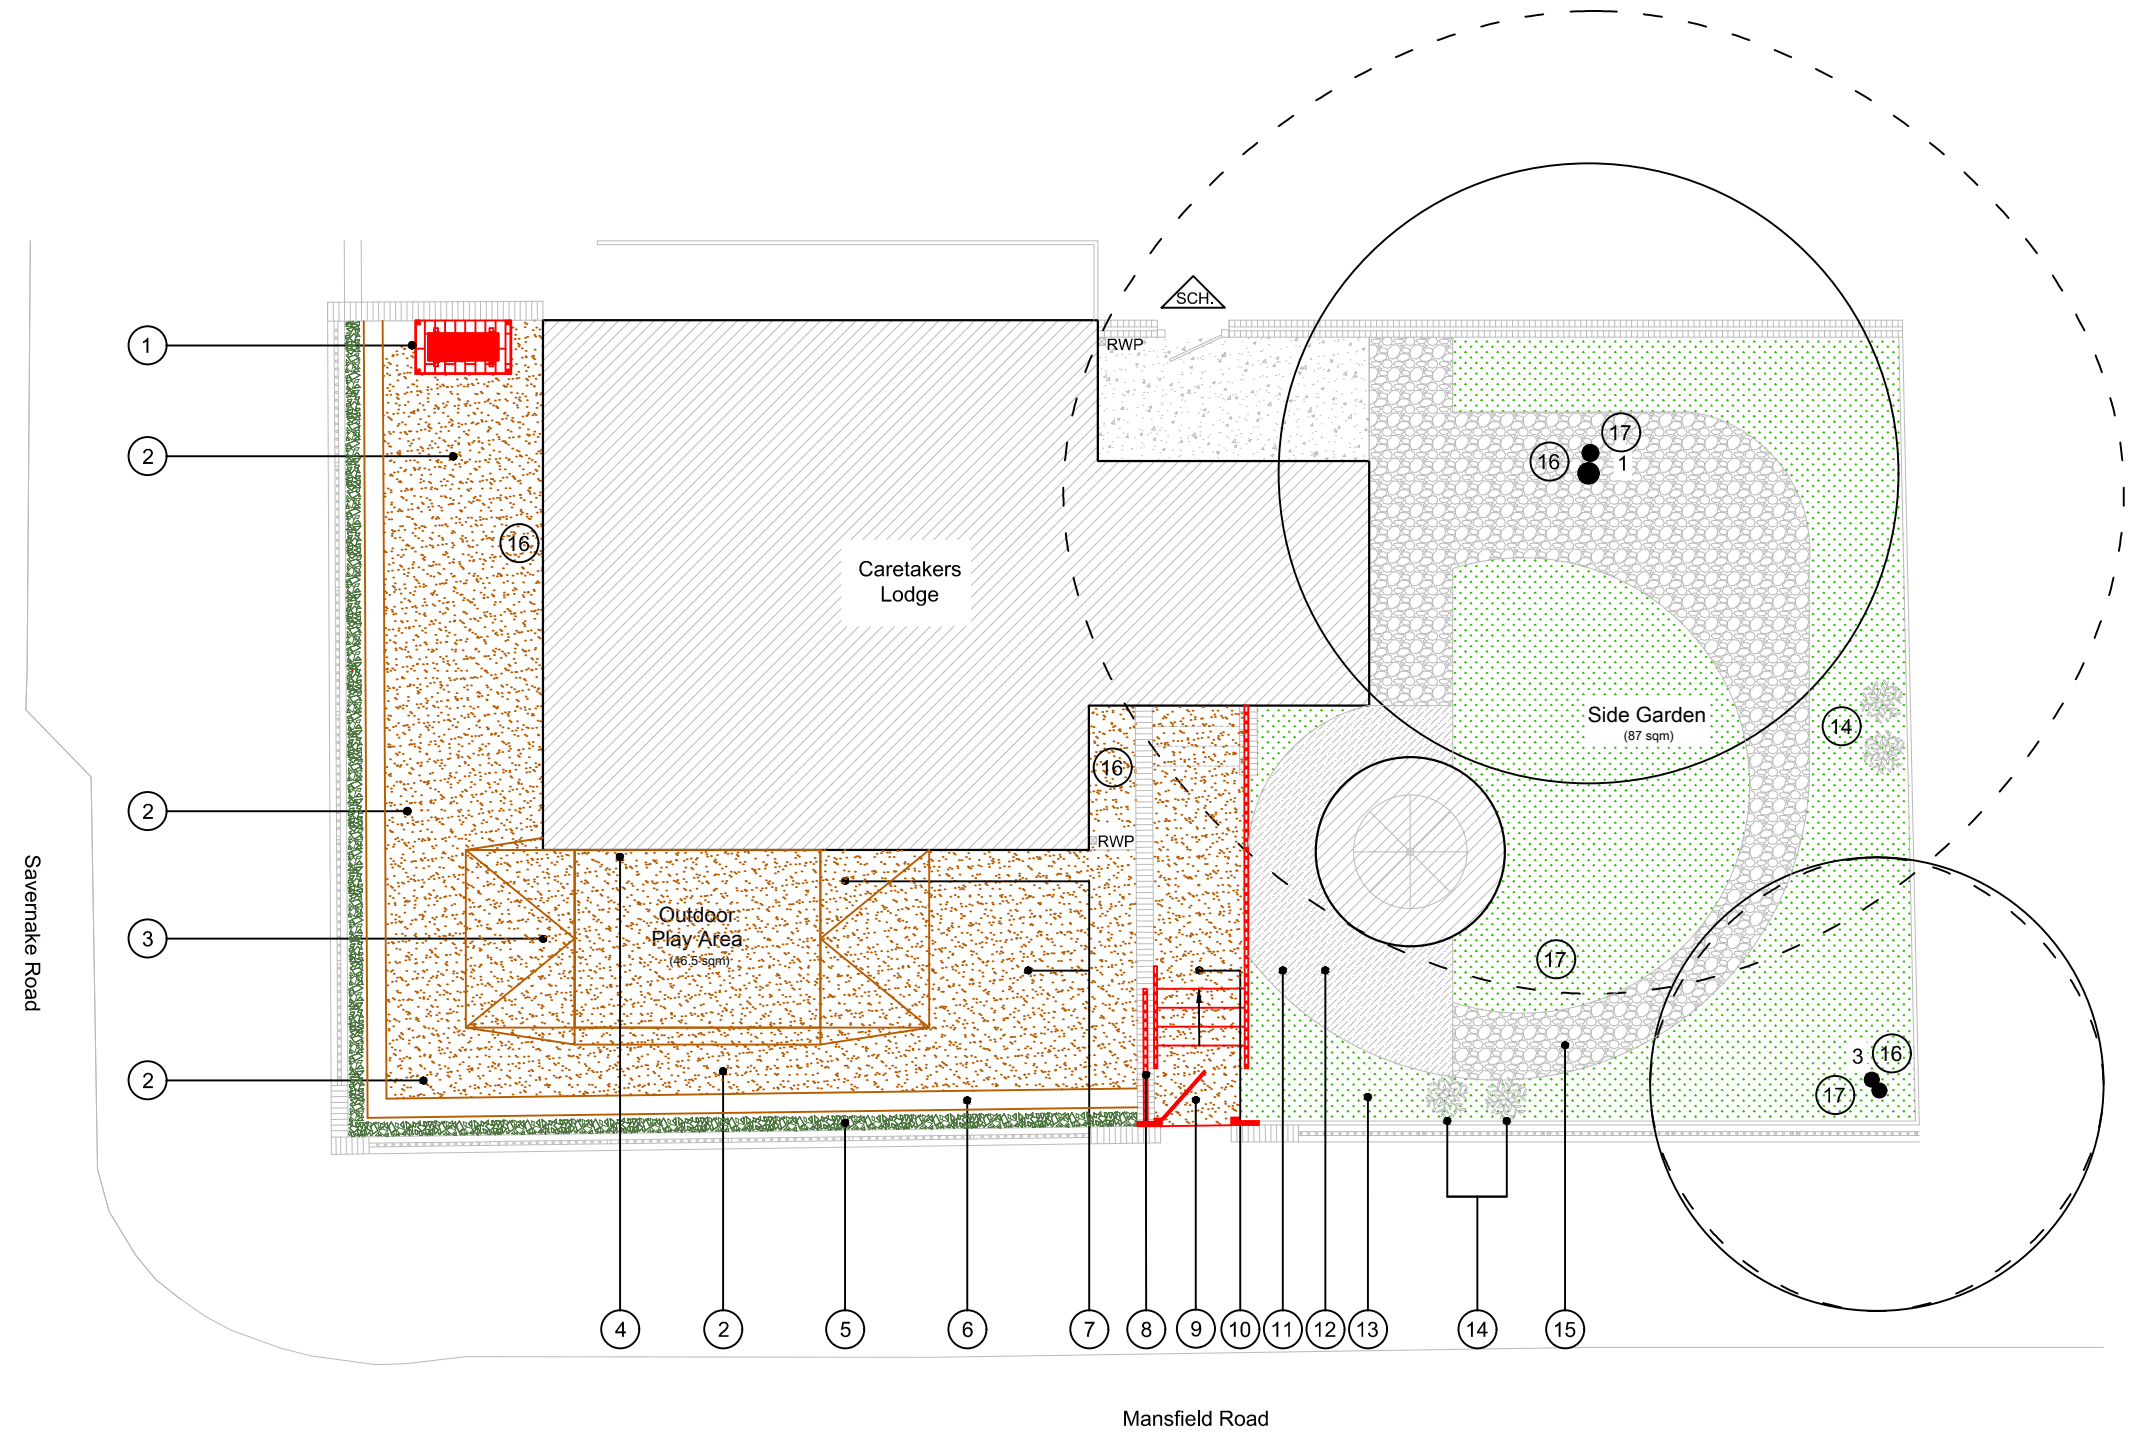 SCH.
RWP
1
17
16
1
2
16
Caretakers
Lodge
Side Garden
(87 sqm)
14
16
RWP
2
Savernake Road
Outdoor
Play Area
(46.5 sqm)
3
17
2
3
16
17
4
2
5
6
7
8
9
10
11
12
13
14
15
Mansfield Road